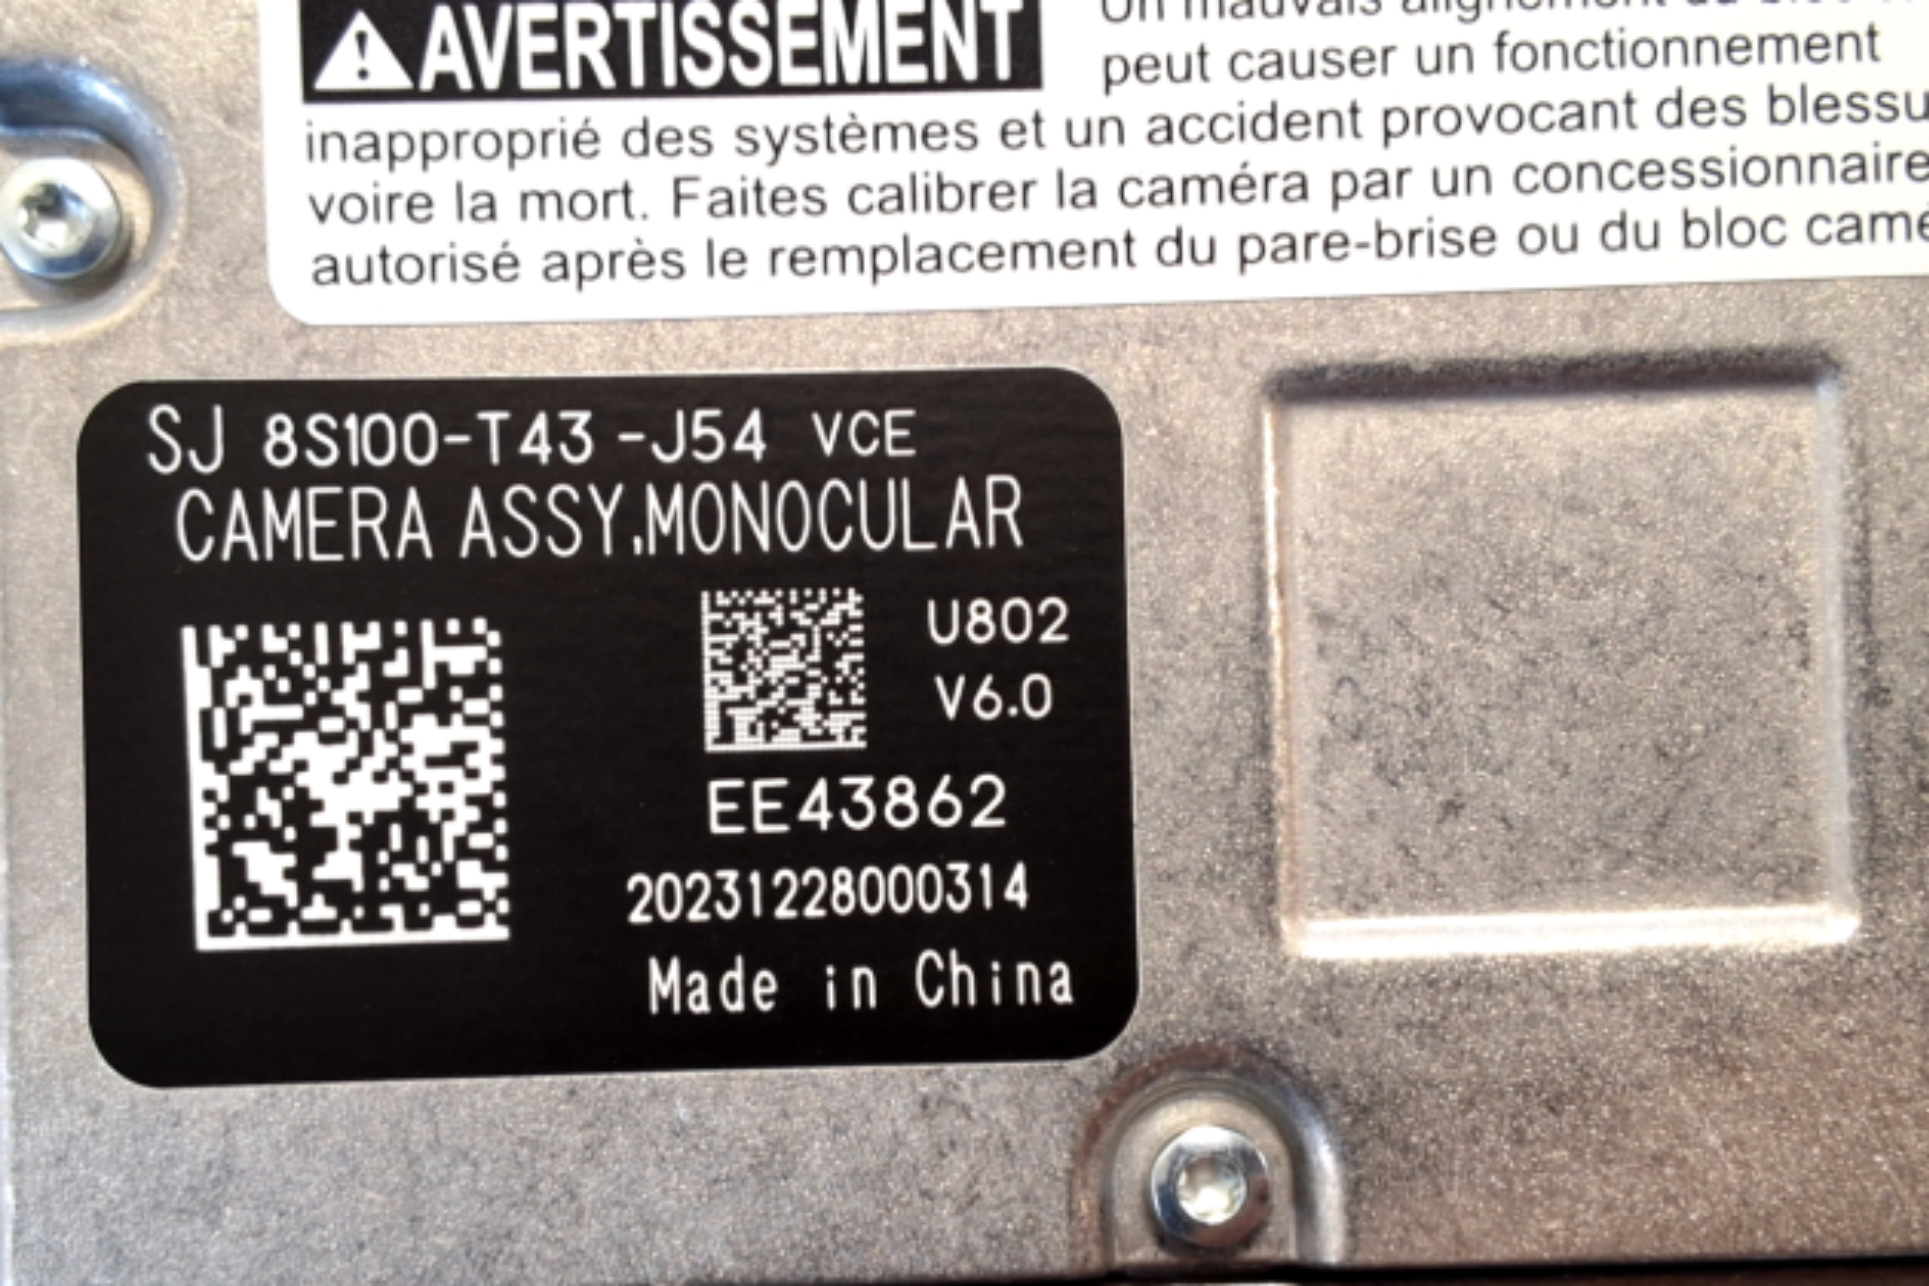 AVERTISSEMENT
peut causer un fonctionnement
inapproprié des systèmes et un accident provocant des
voire la mort. Faites calibrer la caméra par un concessionnaire
autorisé après le remplacement du pare-brise ou du bloc
SJ 8S100-T43-J54 VCE
CAMERA ASSY,MONOCULAR
U802
V6.0
EE43862
20231228000314
Made in China